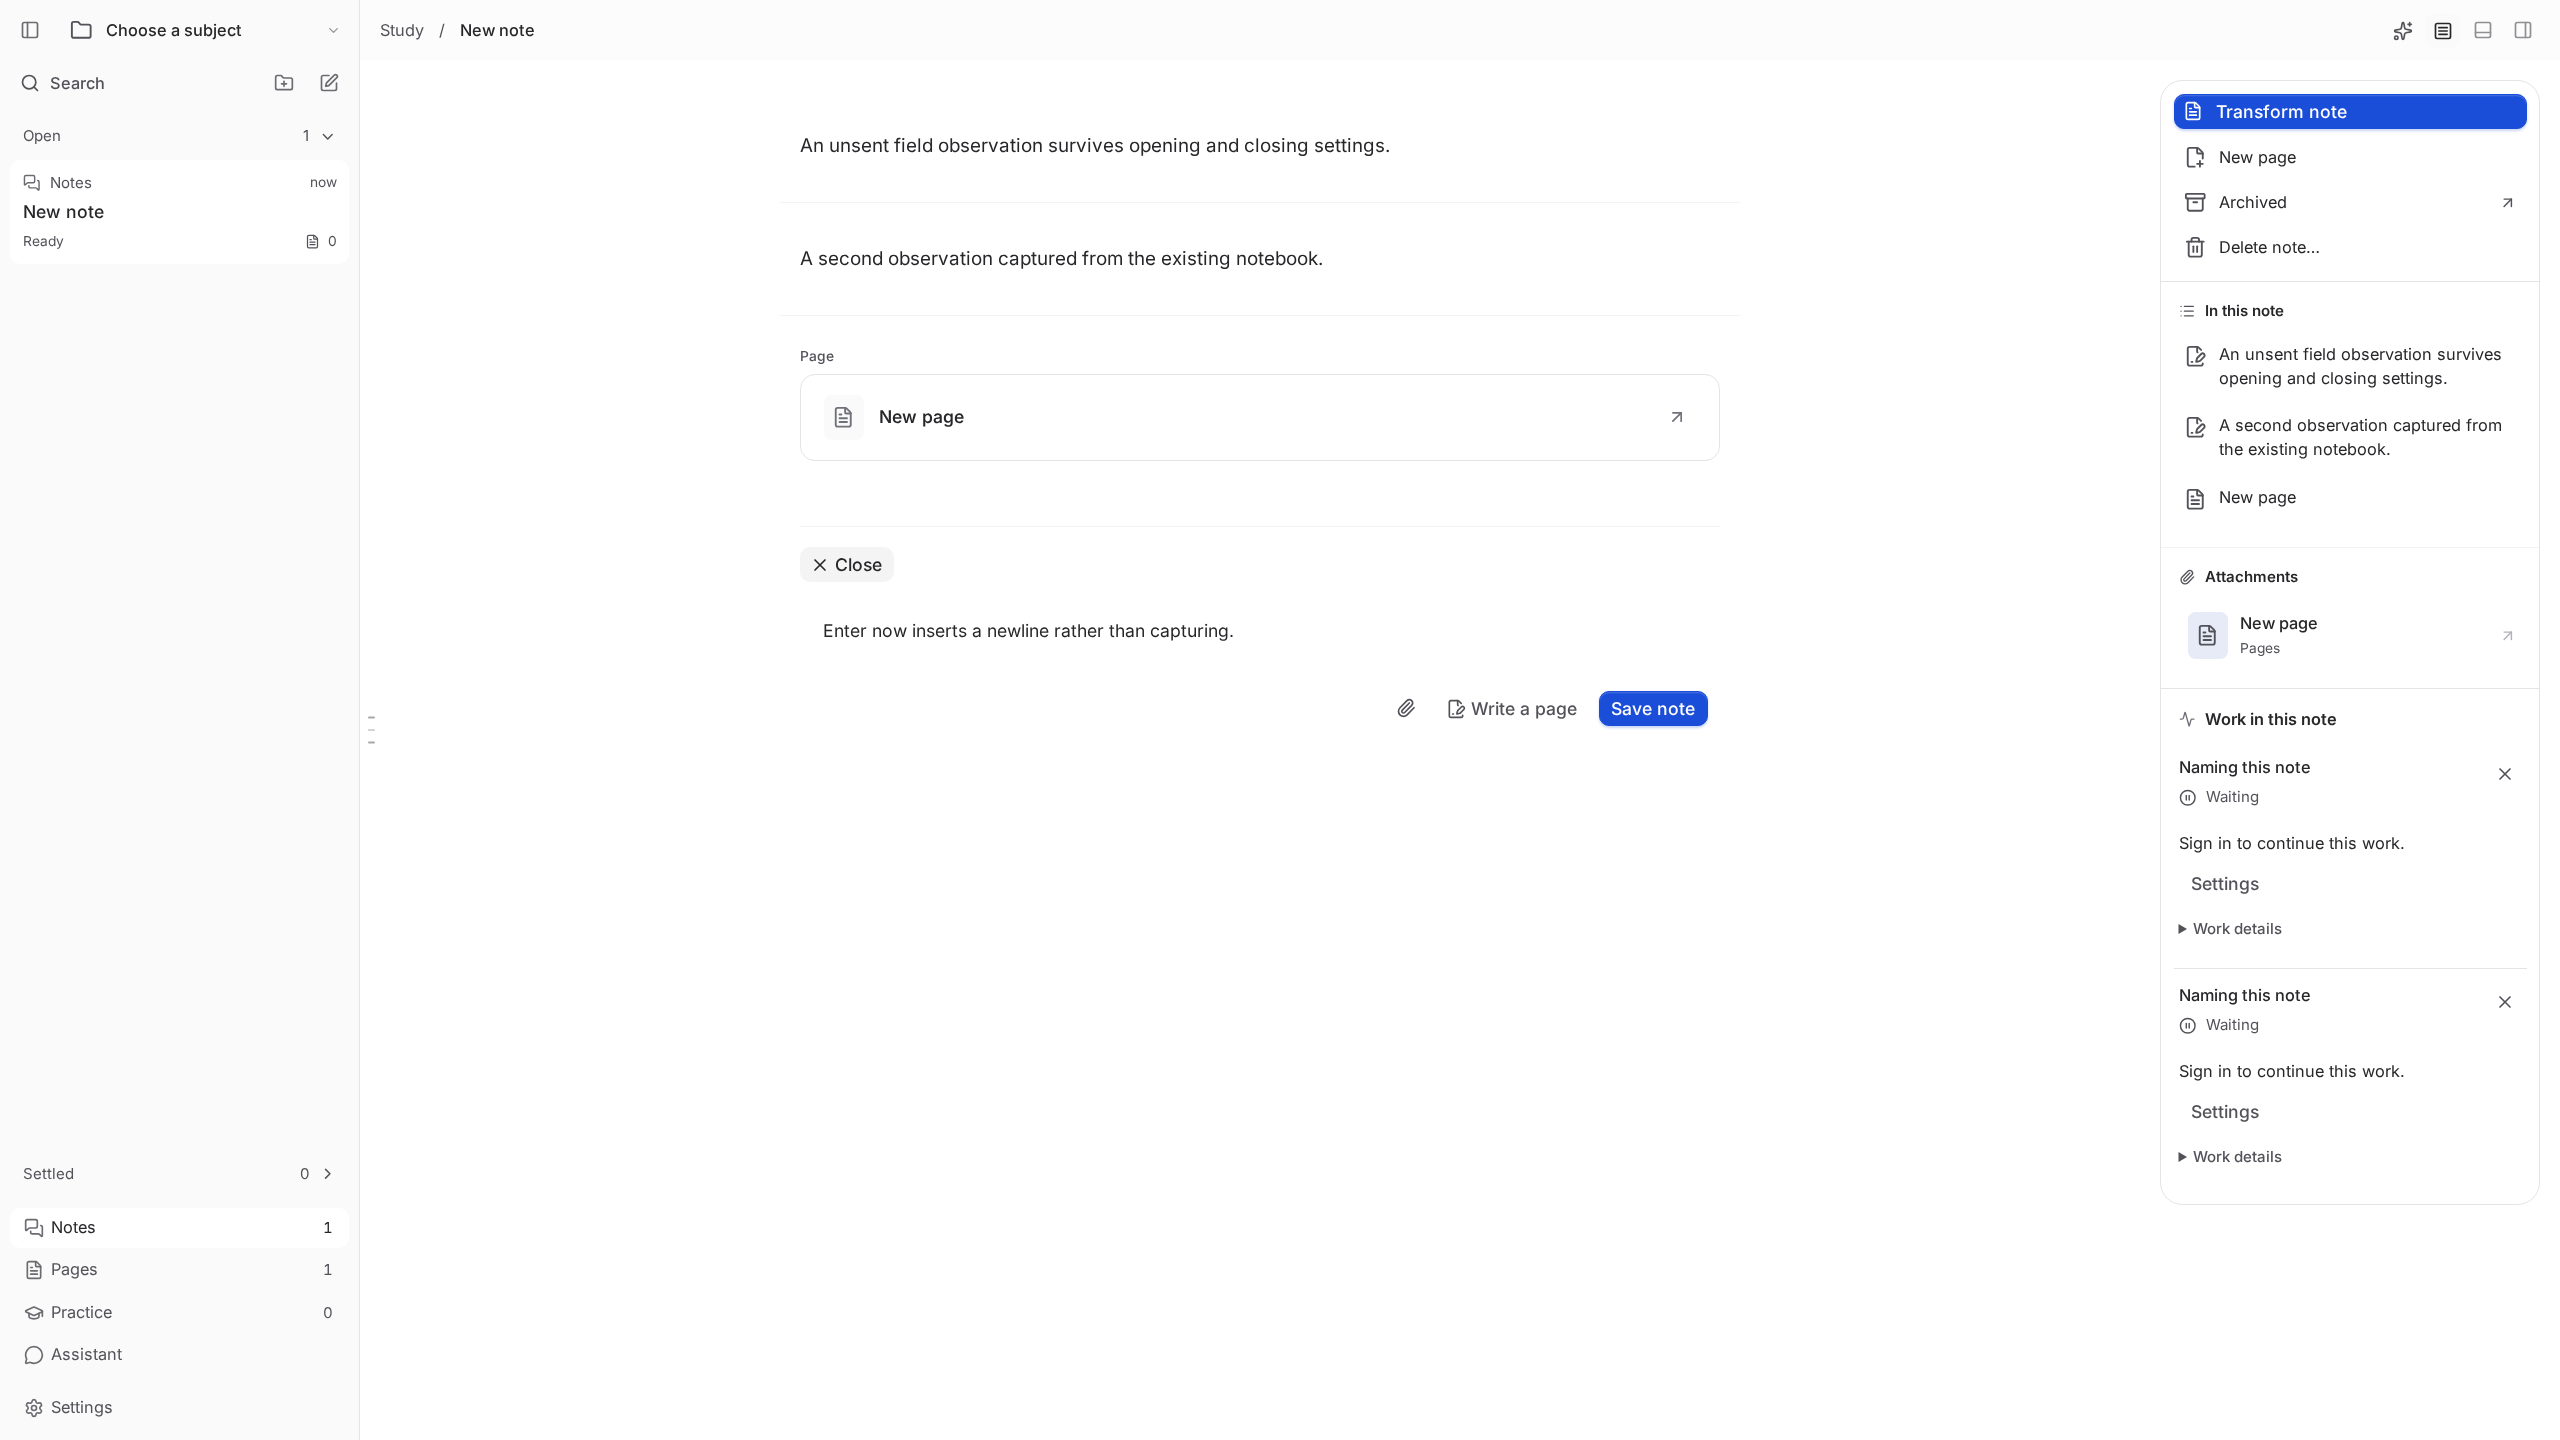 Choose a subject
Search
Open 1
Notes now
New note
Ready 0
Settled 0
Notes 1
Pages 1
Practice 0
Assistant
Settings
Study / New note
An unsent field observation survives opening and closing settings.
A second observation captured from the existing notebook.
Page
New page
Close
Enter now inserts a newline rather than capturing.
Write a page
Save note
Transform note
New page
Archived
Delete note...
In this note
An unsent field observation survives
opening and closing settings.
A second observation captured from
the existing notebook.
New page
Attachments
New page
Pages
Work in this note
Naming this note
Waiting
Sign in to continue this work.
Settings
Work details
Naming this note
Waiting
Sign in to continue this work.
Settings
Work details